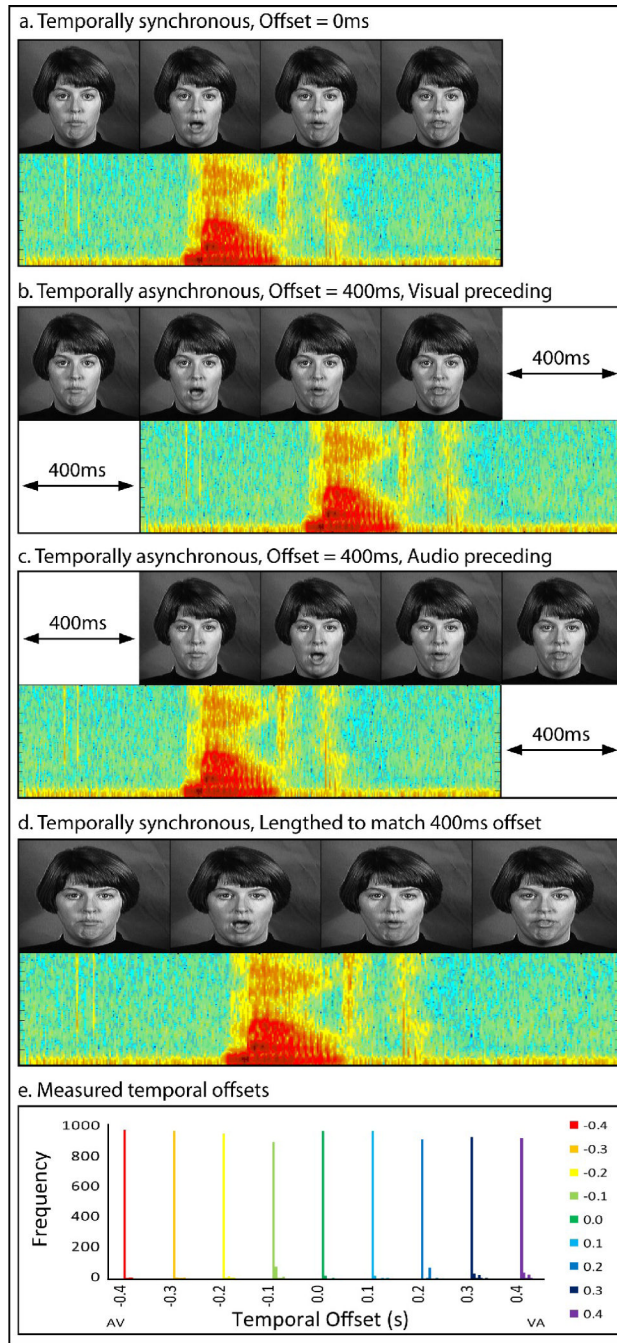 a. Temporally synchronous, Offset = 0ms
b. Temporally asynchronous, Offset = 400ms, Visual preceding
400ms
400ms
c. Temporally asynchronous, Offset = 400ms, Audio preceding
400ms
400ms
d. Temporally synchronous, Lengthed to match 400ms offset
e. Measured temporal offsets
1000
800
600
400
200
0
Frequency
-0.4
-0.3
-0.2
-0.1
0.0
0.1
0.2
0.3
0.4
-0.4 -0.3 -0.2 -0.1 0.0 0.1 0.2 0.3 0.4
AV Temporal Offset (s) VA